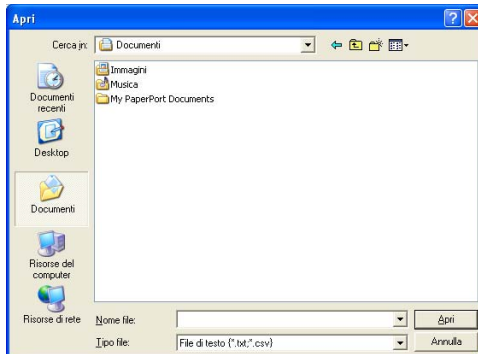 Apri
Cerca in:
Documenti
Immagini
Musica
My PaperPort Documents
Documenti
recenti
Desktop
Documenti
Risorse del
computer
Risorse di rete
Nome file:
Apri
Tipo file:
File di testo {*.txt;*.csv}
Annulla